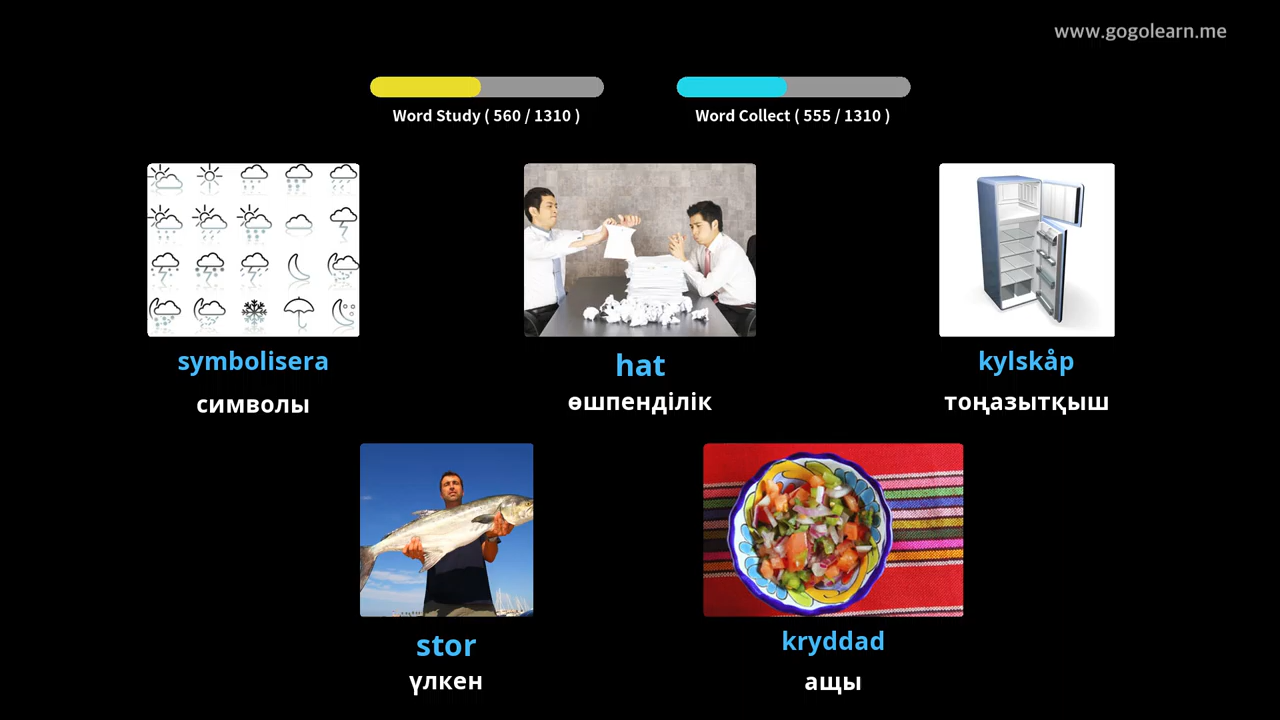 www.gogolearn.me
Word Study ( 560 / 1310 )
Word Collect ( 555 / 1310 )
symbolisera
символы
hat
өшпенділік
kylskåp
тоңазытқыш
stor
үлкен
kryddad
ащы